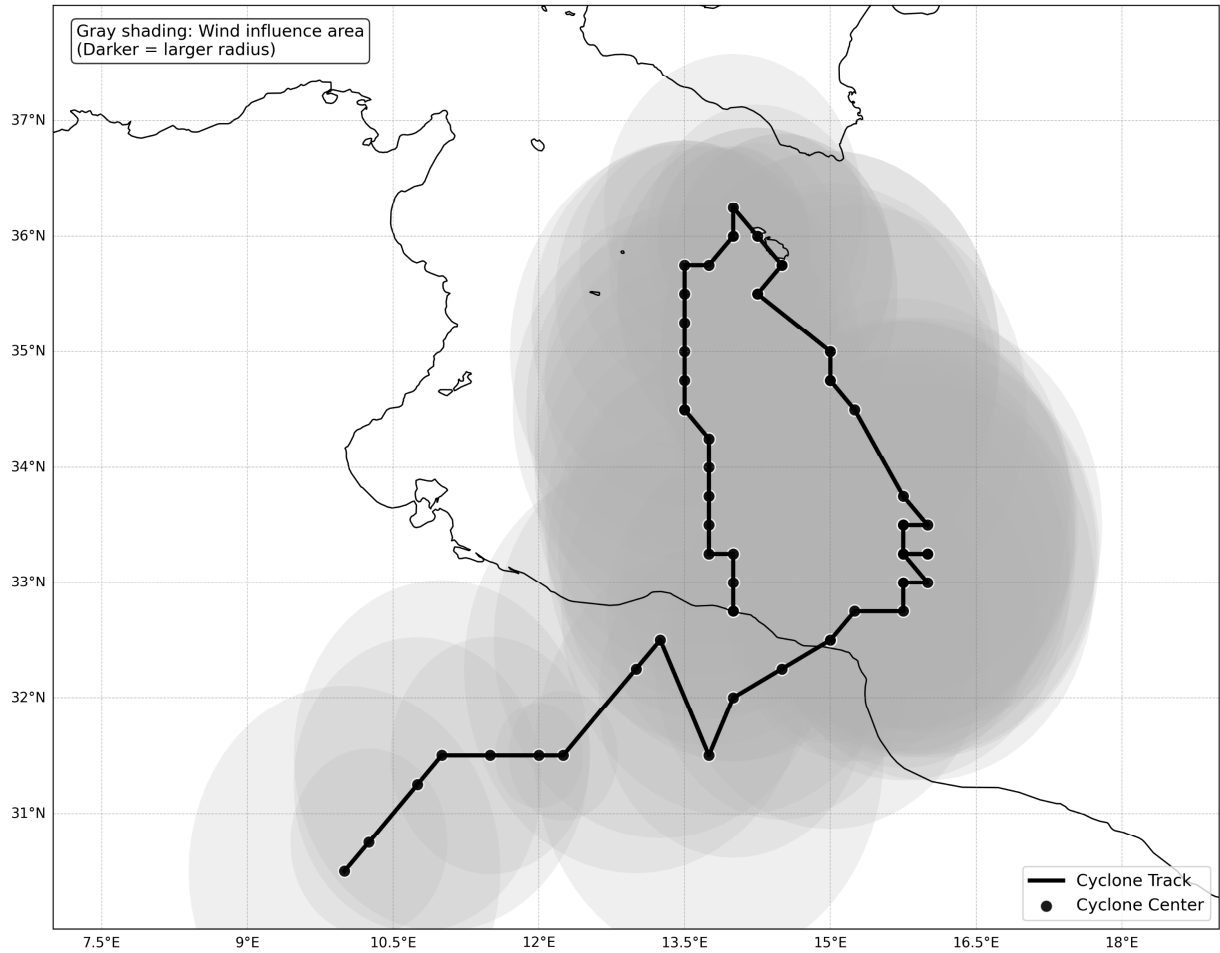 Gray shading: Wind influence area
(Darker = larger radius)
37°N
36°N
35°N
34°N
33°N
32°N
31°N
Cyclone Track
Cyclone Center
7.5°E
9°E
10.5°E
12°E
13.5°E
15°E
16.5°E
18°E